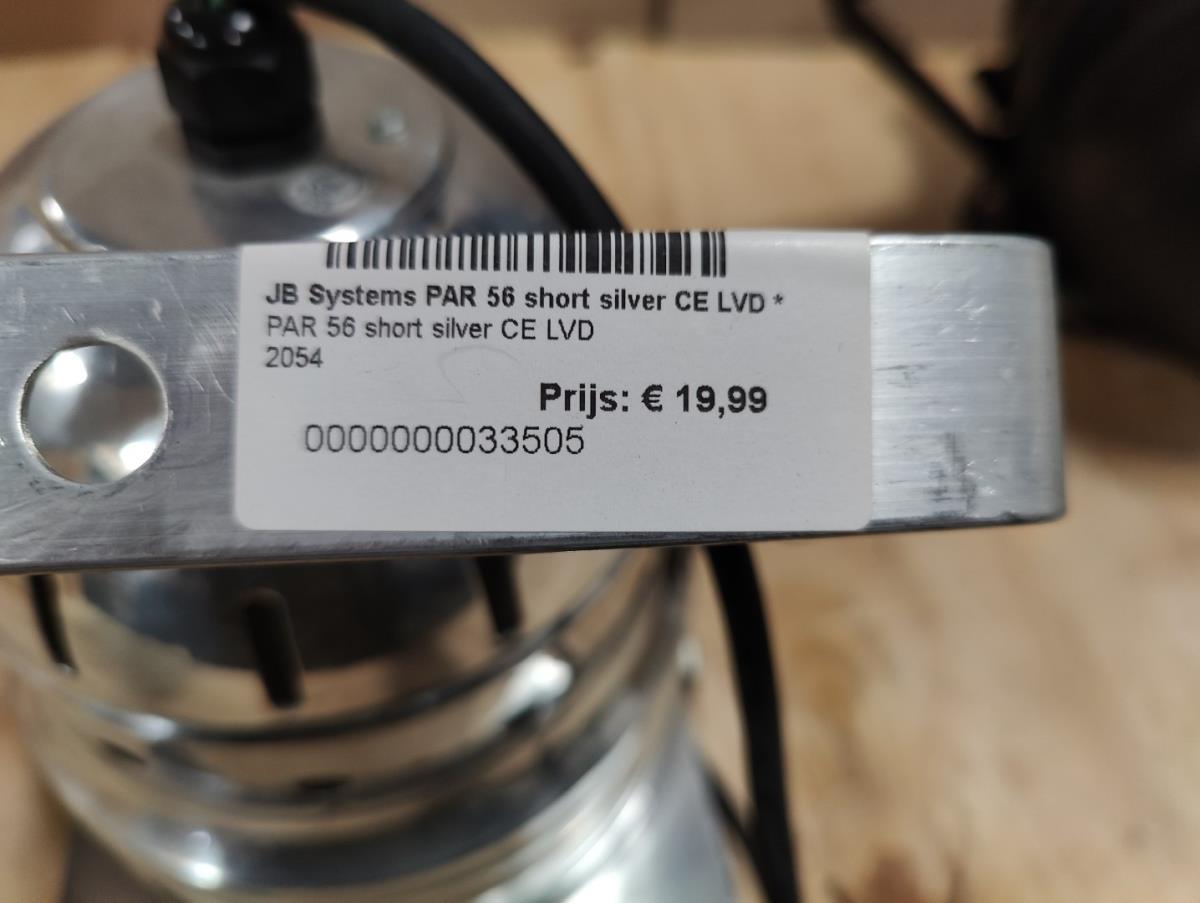 JB Systems PAR 56 short silver CE LVD *
PAR 56 short silver CE LVD
2054
Prijs: € 19,99
0000000033505